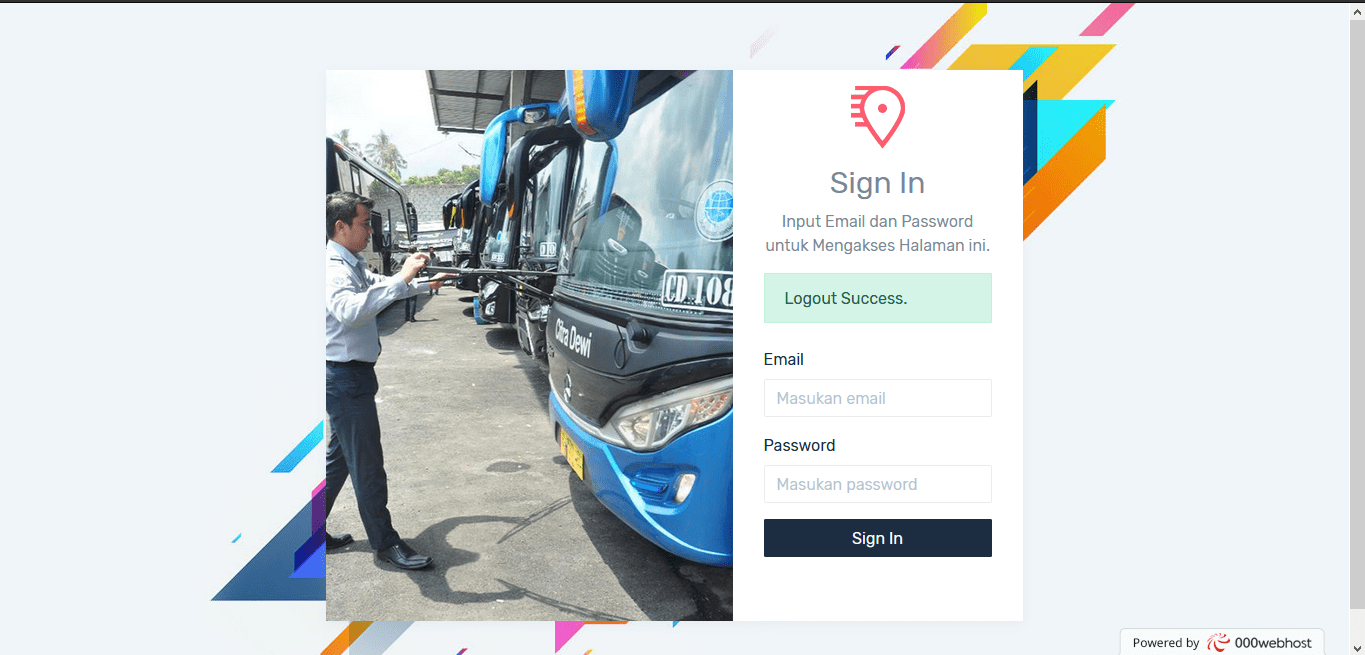 CD 108
Citra Dewi
Sign In
Input Email dan Password
untuk Mengakses Halaman ini.
Logout Success.
Email
Masukan email
Password
Masukan password
Sign In
Powered by 000webhost